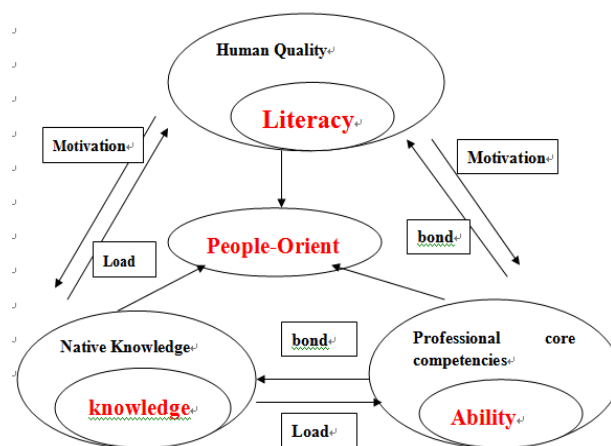 Human Quality
Literacy
Motivation
Motivation
People-Orient
bond
Load
Native Knowledge
bond
Professional core
competencies
knowledge
Ability
Load